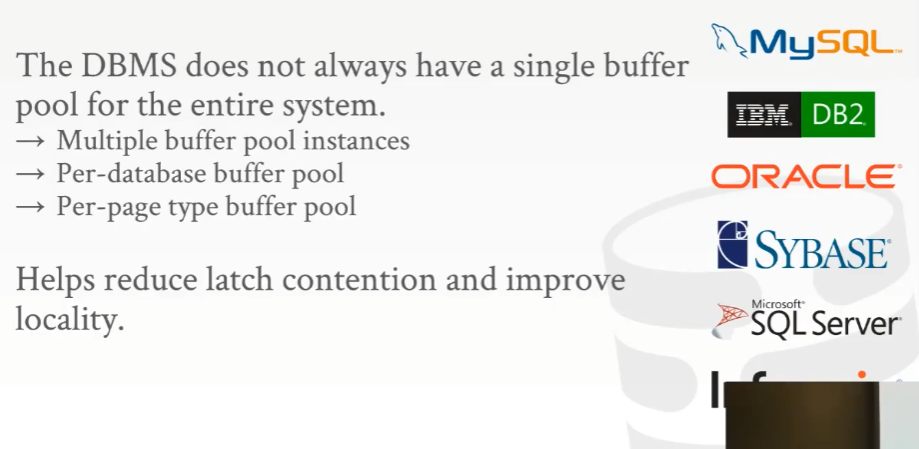 The DBMS does not always have a single buffer
pool for the entire system.
→ Multiple buffer pool instances
→ Per-database buffer pool
→ Per-page type buffer pool
Helps reduce latch contention and improve
locality.
MySQL™
IBM DB2
ORACLE®
SYBASE®
Microsoft®
SQL Server®